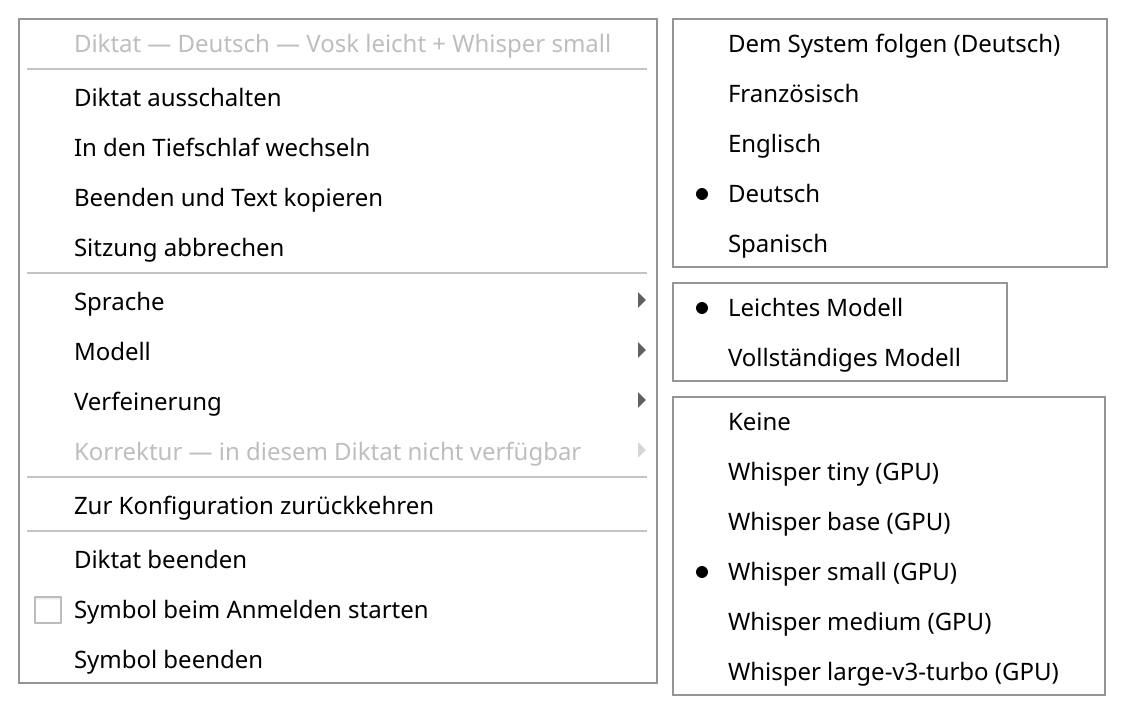 Diktat — Deutsch — Vosk leicht + Whisper small
Diktat ausschalten
In den Tiefschlaf wechseln
Beenden und Text kopieren
Sitzung abbrechen
Sprache
Modell
Verfeinerung
Korrektur — in diesem Diktat nicht verfügbar
Zur Konfiguration zurückkehren
Diktat beenden
Symbol beim Anmelden starten
Symbol beenden
Dem System folgen (Deutsch)
Französisch
Englisch
Deutsch
Spanisch
Leichtes Modell
Vollständiges Modell
Keine
Whisper tiny (GPU)
Whisper base (GPU)
Whisper small (GPU)
Whisper medium (GPU)
Whisper large-v3-turbo (GPU)